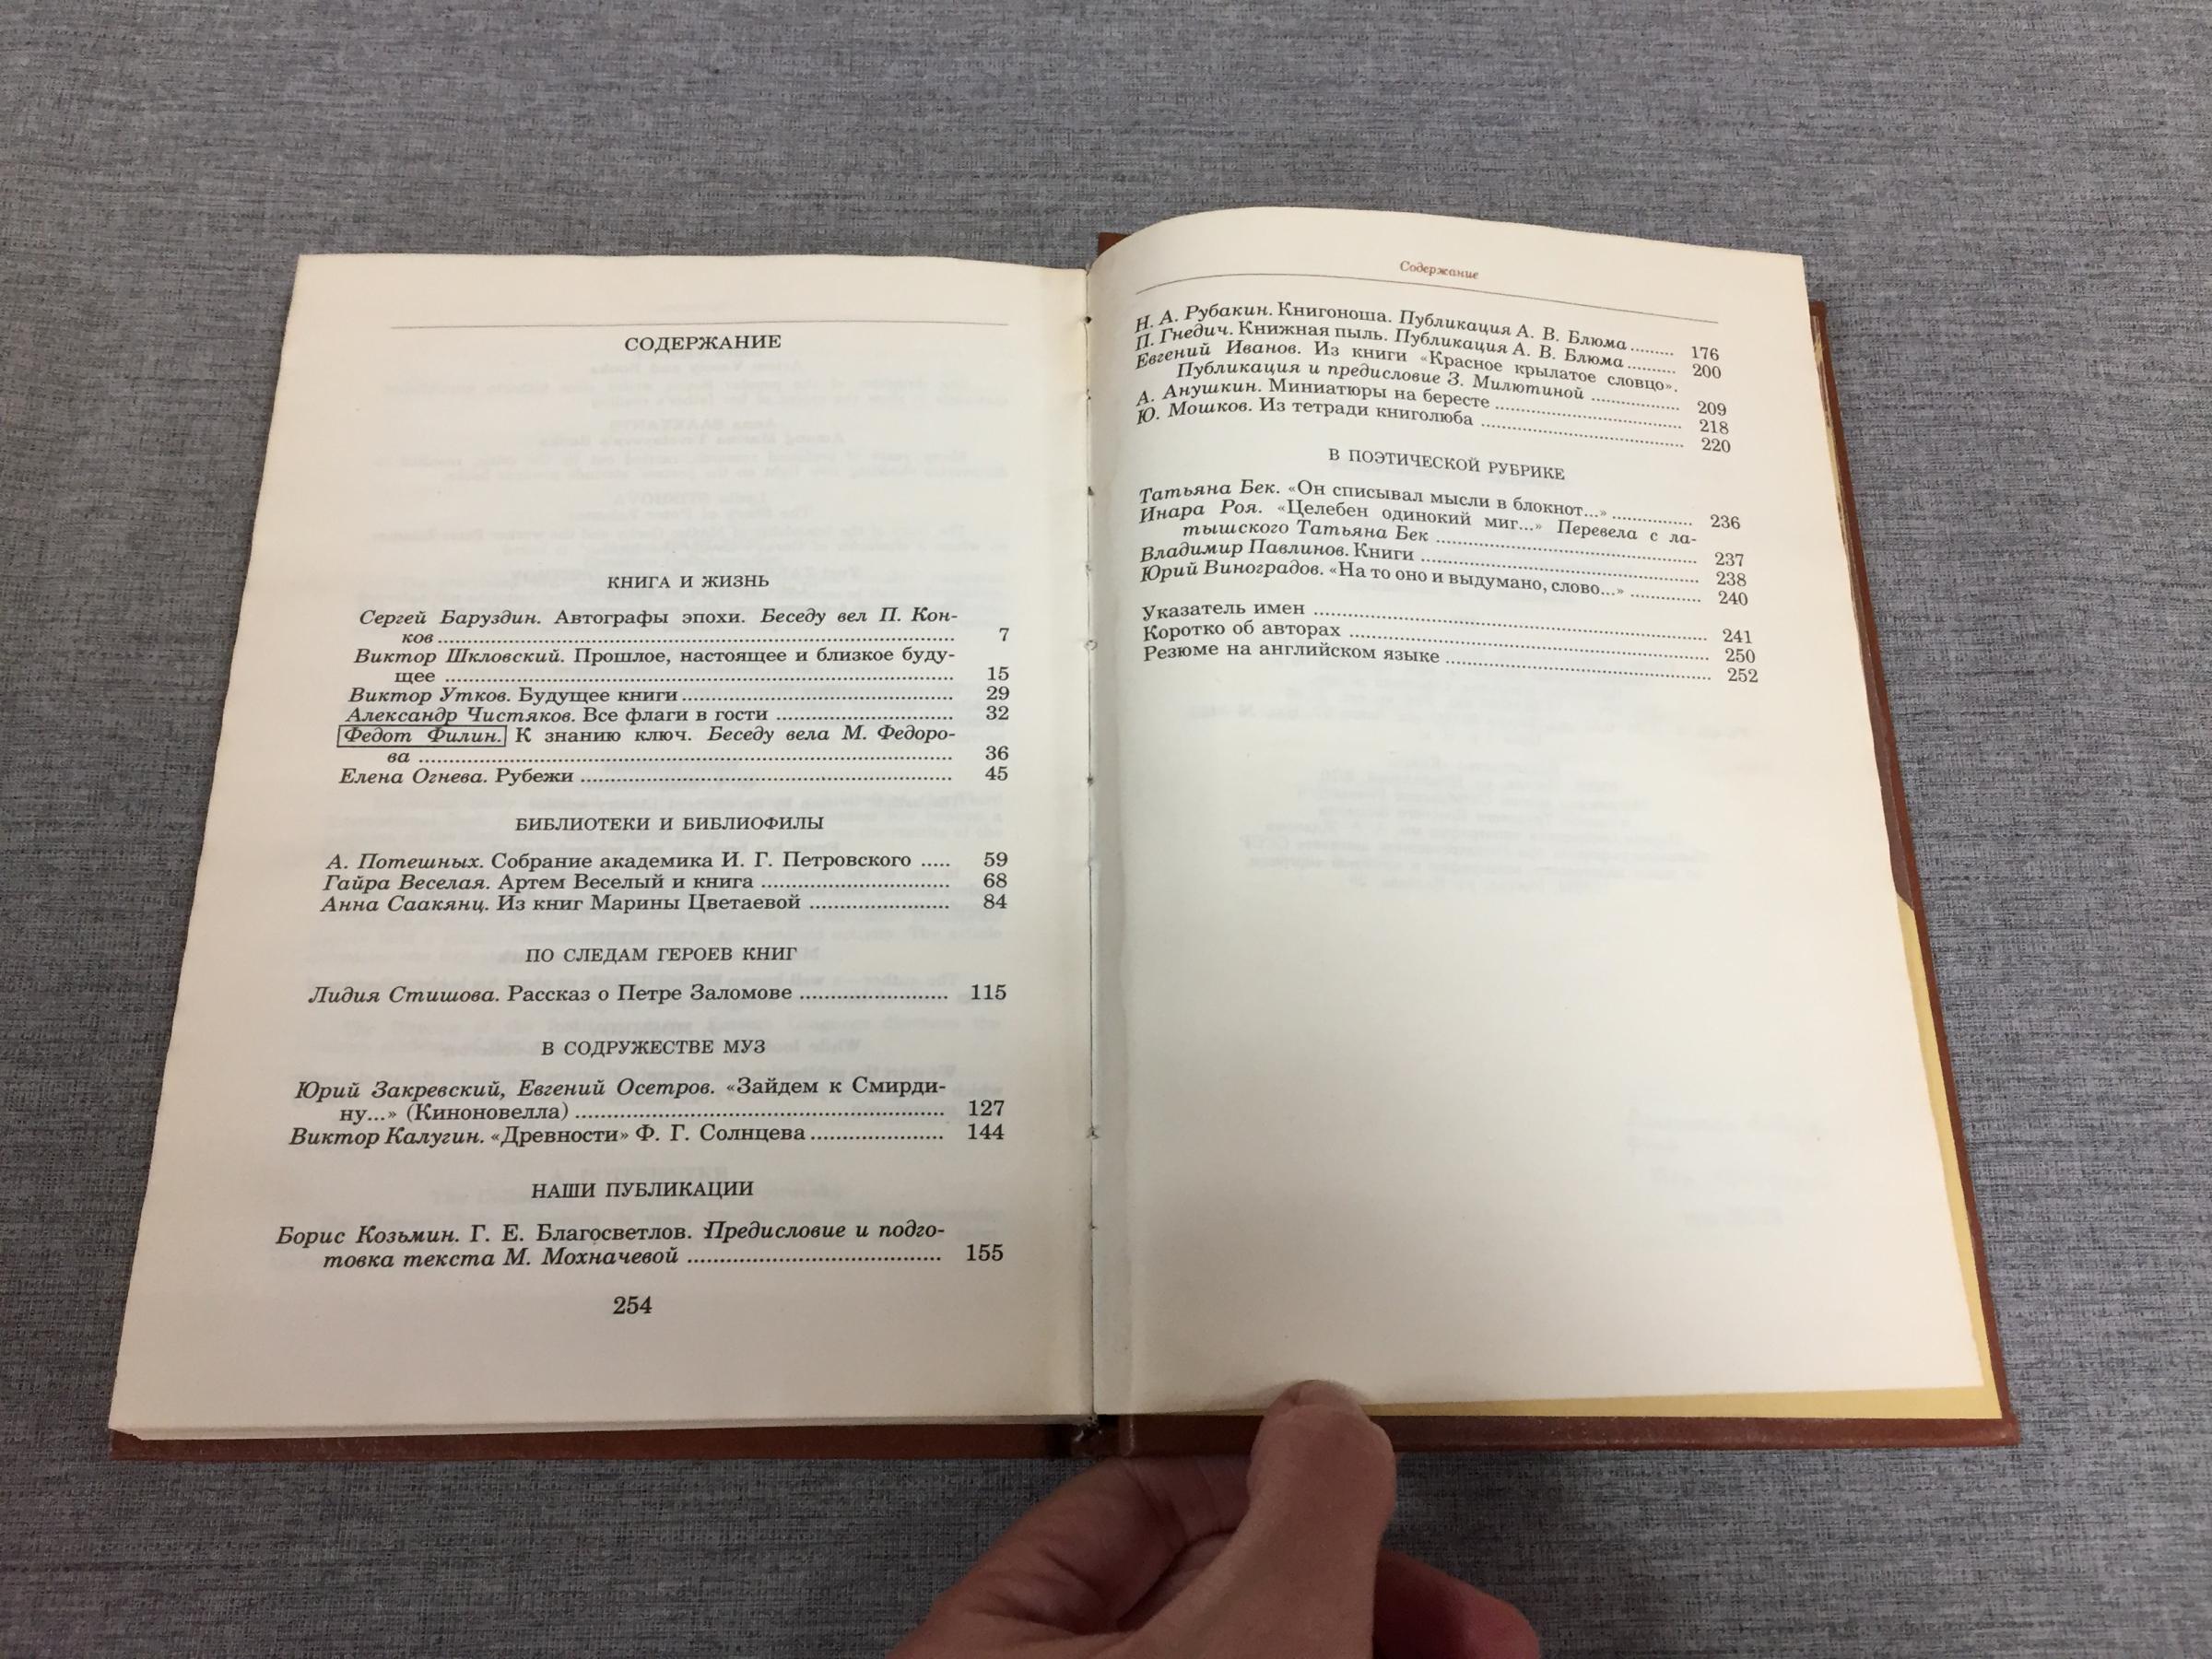 СОДЕРЖАНИЕ
КНИГА И ЖИЗНЬ
Сергей Баруздин. Автографы эпохи. Беседу вел П. Кон-
ков ........ 7
Виктор Шкловский. Прошлое, настоящее и близкое буду-
щее ........ 15
Виктор Утков. Будущее книги ........ 29
Александр Чистяков. Все флаги в гости ........ 32
Федот Филин. К знанию ключ. Беседу вела М. Федоро-
ва ........ 36
Елена Огнева. Рубежи ........ 45
БИБЛИОТЕКИ И БИБЛИОФИЛЫ
А. Потешных. Собрание академика И. Г. Петровского ..... 59
Гайра Веселая. Артем Веселый и книга ........ 68
Анна Саакянц. Из книг Марины Цветаевой ........ 84
ПО СЛЕДАМ ГЕРОЕВ КНИГ
Лидия Стишова. Рассказ о Петре Заломове ........ 115
В СОДРУЖЕСТВЕ МУЗ
Юрий Закревский, Евгений Осетров. «Зайдем к Смирди-
ну...» (Киноновелла) ........ 127
Виктор Калугин. «Древности» Ф. Г. Солнцева ........ 144
НАШИ ПУБЛИКАЦИИ
Борис Козьмин. Г. Е. Благосветлов. Предисловие и подго-
товка текста М. Мохначевой ........ 155
254
Содержание
Н. А. Рубакин. Книгоноша. Публикация А. В. Блюма ........ 176
П. Гнедич. Книжная пыль. Публикация А. В. Блюма ........ 200
Евгений Иванов. Из книги «Красное крылатое словцо».
Публикация и предисловие З. Милютиной ........ 209
А. Анушкин. Миниатюры на бересте ........ 218
Ю. Мошков. Из тетради книголюба ........ 220
В ПОЭТИЧЕСКОЙ РУБРИКЕ
Татьяна Бек. «Он списывал мысли в блокнот...» ........ 236
Инара Роя. «Целебен одинокий миг...» Перевела с ла-
тышского Татьяна Бек ........ 237
Владимир Павлинов. Книги ........ 238
Юрий Виноградов. «На то оно и выдумано, слово...» ........ 240
Указатель имен ........ 241
Коротко об авторах ........ 250
Резюме на английском языке ........ 252